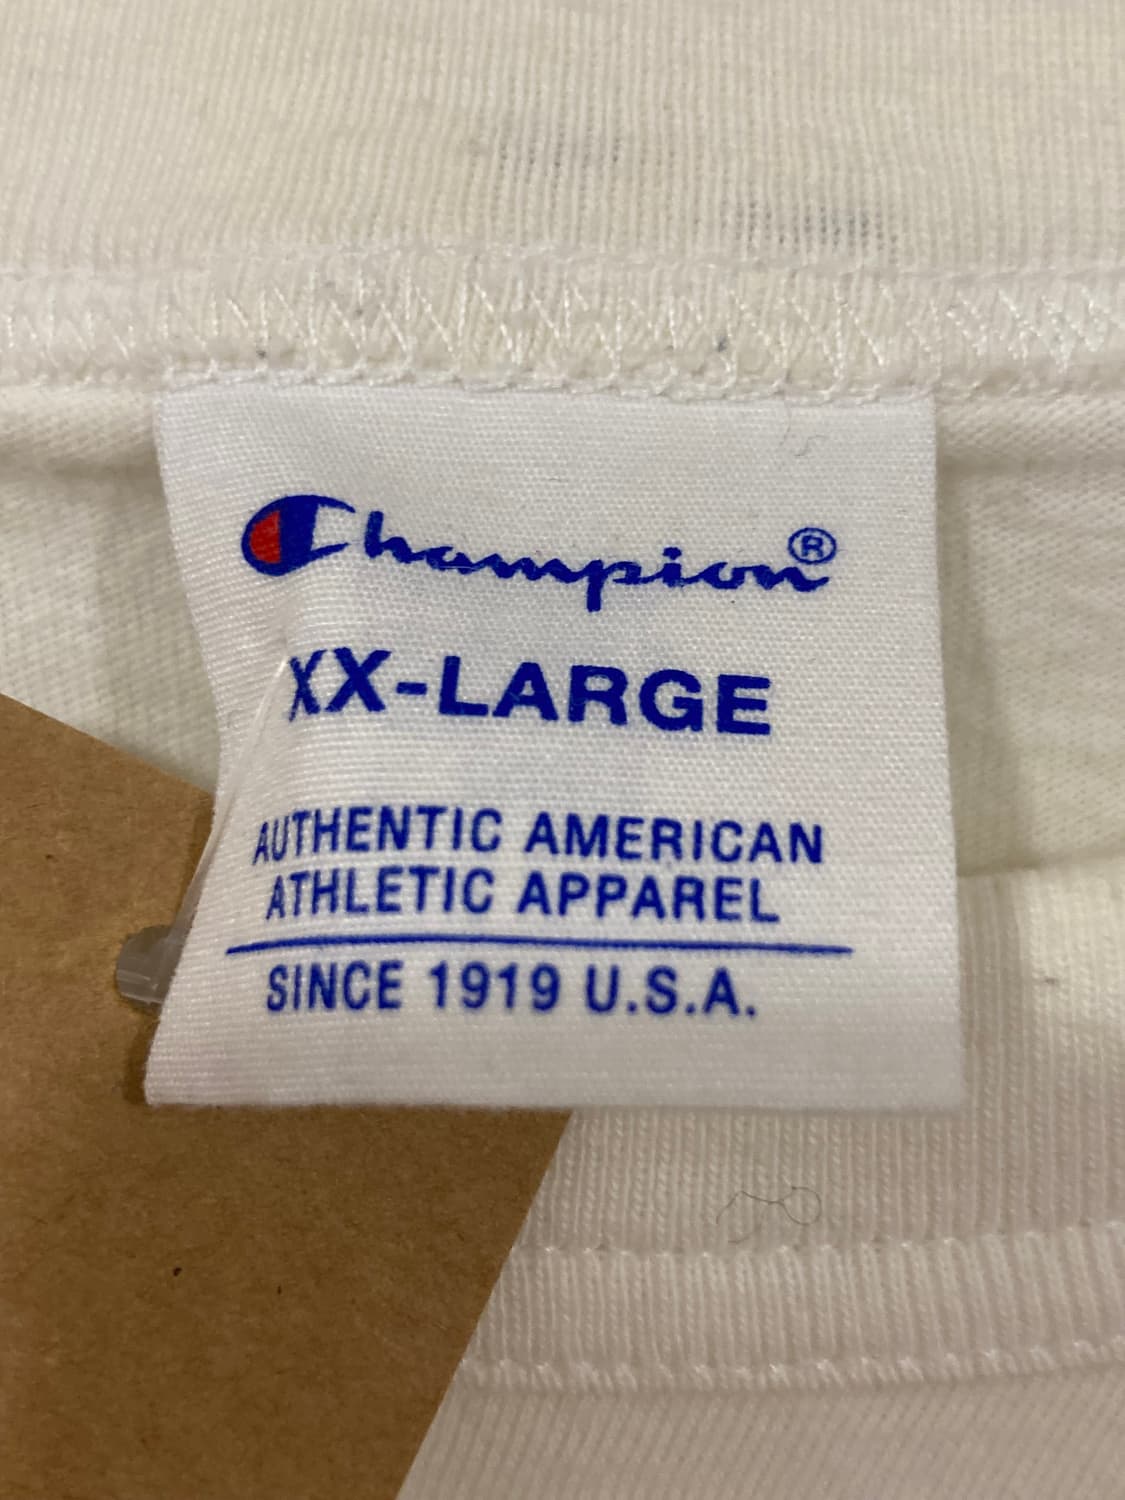 Champion®
XX-LARGE
AUTHENTIC AMERICAN
ATHLETIC APPAREL
SINCE 1919 U.S.A.